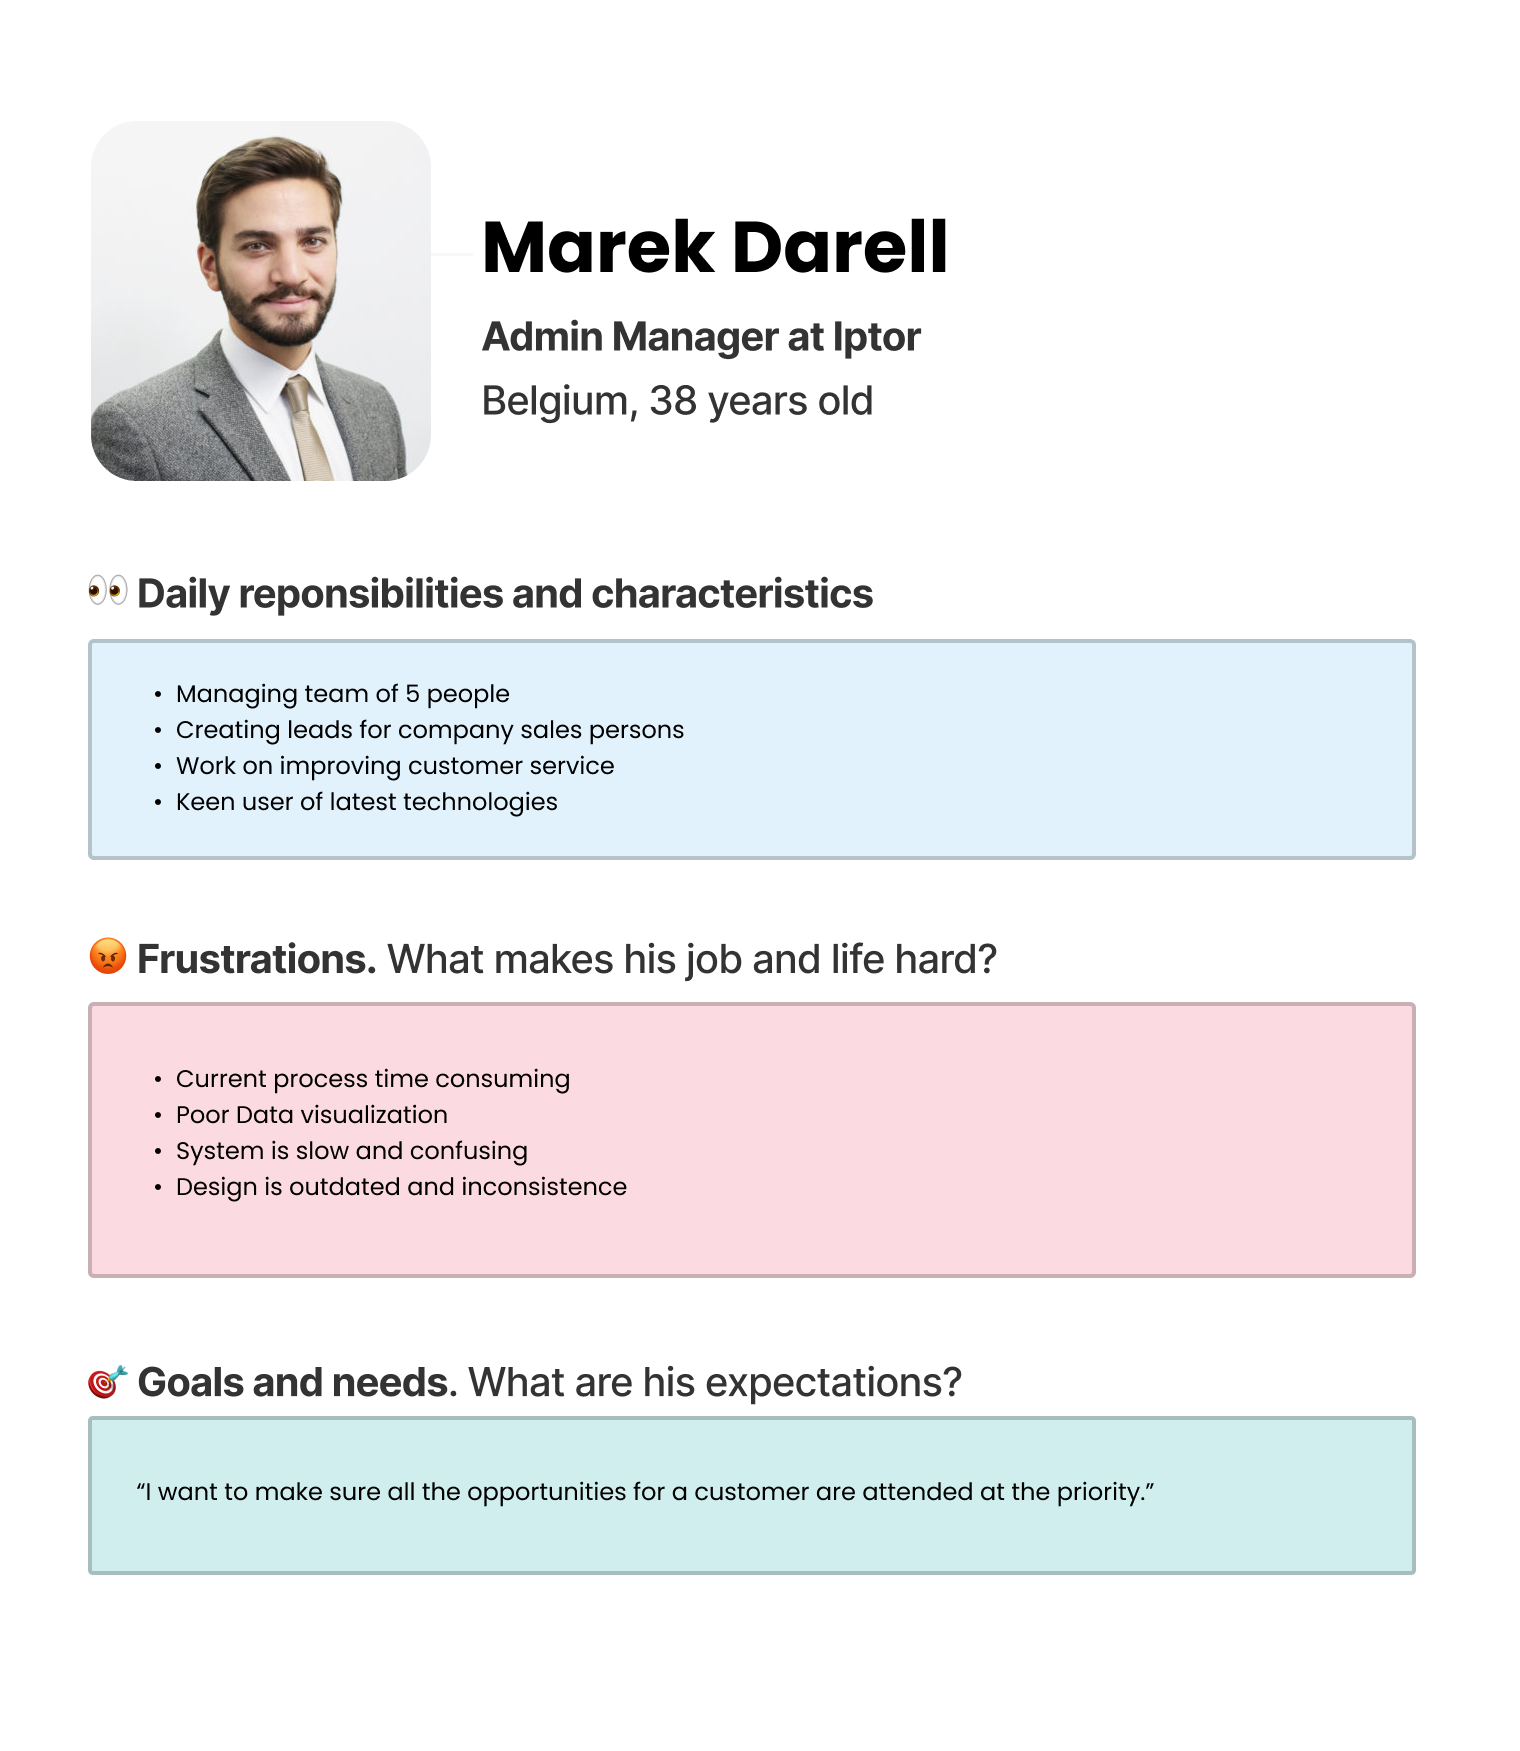 Marek Darell
Admin Manager at Iptor
Belgium, 38 years old
👀 Daily reponsibilities and characteristics
• Managing team of 5 people
• Creating leads for company sales persons
• Work on improving customer service
• Keen user of latest technologies
😡 Frustrations. What makes his job and life hard?
• Current process time consuming
• Poor Data visualization
• System is slow and confusing
• Design is outdated and inconsistence
🎯 Goals and needs. What are his expectations?
“I want to make sure all the opportunities for a customer are attended at the priority.”